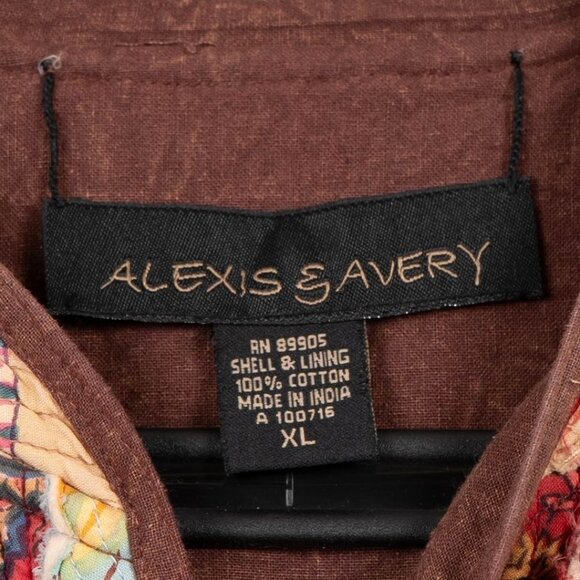 ALEXIS & AVERY
RN 89905
SHELL & LINING
100% COTTON
MADE IN INDIA
A 100716
XL